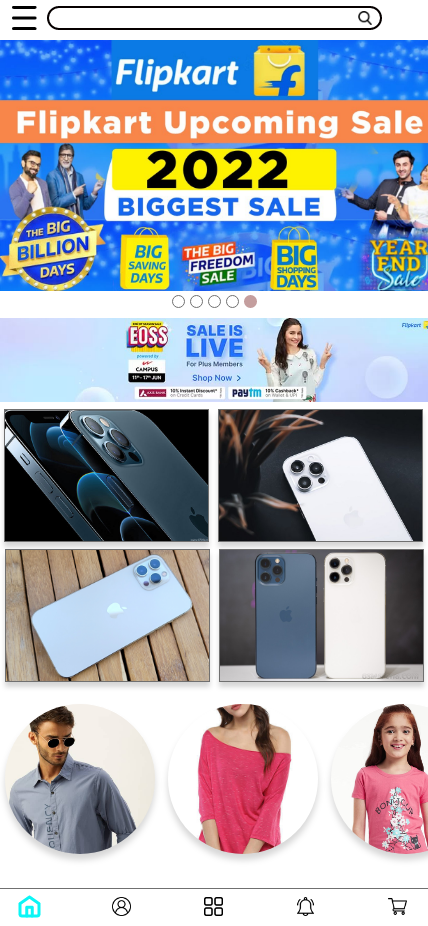 Flipkart
Flipkart Upcoming Sale
2022
BIGGEST SALE
THE BIG
BILLION
DAYS
BIG
SAVING
DAYS
THE BIG
FREEDOM
SALE
BIG
SHOPPING
DAYS
YEAR
END
Sale
EOSS
powered by
CAMPUS
11th - 17th JUN
SALE IS
LIVE
For Plus Members
Shop Now >
AXIS BANK
10% Instant Discount*
on Credit Cards
paytm
10% Cashback*
on Wallet & UPI
Flipkart